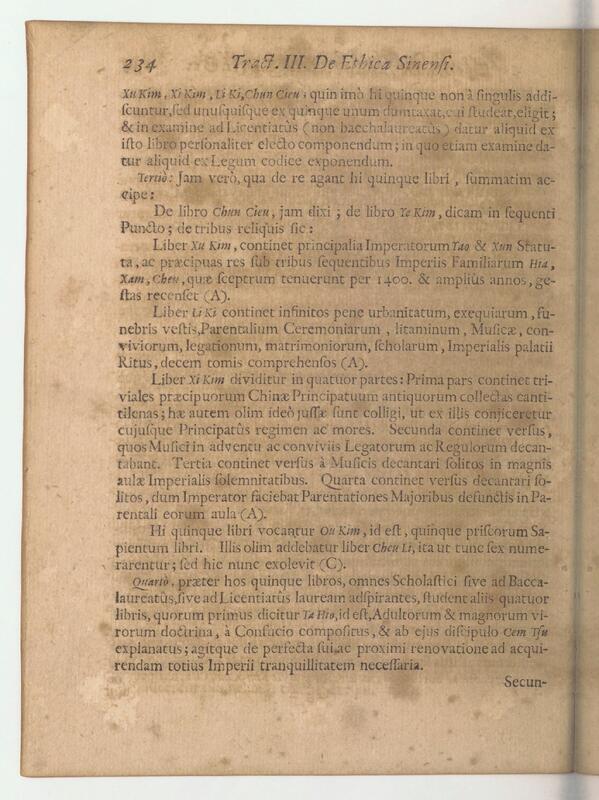 234 Tract. III. De Ethica Sinensi.
Xu Kim, Xi Kim, Li Ki, Chun Cieu; quin imò hi quinque non à singulis addi-
scuntur, sed unusquisque ex quinque unum duntaxat, cui studeat, eligit;
& in examine ad Licentiatûs (non bacchalaureatûs) datur aliquid ex
isto libro personaliter electo componendum; in quo etiam examine da-
tur aliquid ex Legum codice exponendum.
Tertiò: Jam verò, qua de re agant hi quinque libri, summatim ac-
cipe:
De libro Chun Cieu, jam dixi; de libro Ye Kim, dicam in sequenti
Puncto; de tribus reliquis sic:
Liber Xu Kim, continet principalia Imperatorum Yao & Xun Statu-
ta, ac præcipuas res sub tribus sequentibus Imperiis Familiarum Hia,
Xam, Cheu, quæ sceptrum tenuerunt per 1400. & ampliùs annos, ge-
stas recenset (A).
Liber Li Ki continet infinitos pene urbanitatum, exequiarum, fu-
nebris vestis, Parentalium Ceremoniarum, litaminum, Musicæ, con-
viviorum, legationum, matrimoniorum, scholarum, Imperialis palatii
Ritus, decem tomis comprehensos (A).
Liber Xi Kim dividitur in quatuor partes: Prima pars continet tri-
viales præcipuorum Chinæ Principatuum antiquorum collectas canti-
tilenas; hæ autem olim ideò jussæ sunt colligi, ut ex illis conjiceretur
cujusque Principatûs regimen ac mores. Secunda continet versus,
quos Musici in adventu ac conviviis Legatorum ac Regulorum decan-
tabant. Tertia continet versus à Musicis decantari solitos in magnis
aulæ Imperialis solemnitatibus. Quarta continet versus decantari so-
litos, dum Imperator faciebat Parentationes Majoribus defunctis in Pa-
rentali eorum aula (A).
Hi quinque libri vocantur Ou Kim, id est, quinque priscorum Sa-
pientum libri. Illis olim addebatur liber Cheu Li, ita ut tunc sex nume-
rarentur; sed hic nunc exolevit (C).
Quartò, præter hos quinque libros, omnes Scholastici sive ad Bacca-
laureatûs, sive ad Licentiatûs lauream adspirantes, student aliis quatuor
libris, quorum primus dicitur Ta Hio, id est, Adultorum & magnorum vi-
rorum doctrina, à Confucio compositus, & ab ejus discipulo Cem Tsu
explanatus; agitque de perfecta sui, ac proximi renovatione ad acqui-
rendam totius Imperii tranquillitatem necessaria.
Secun-